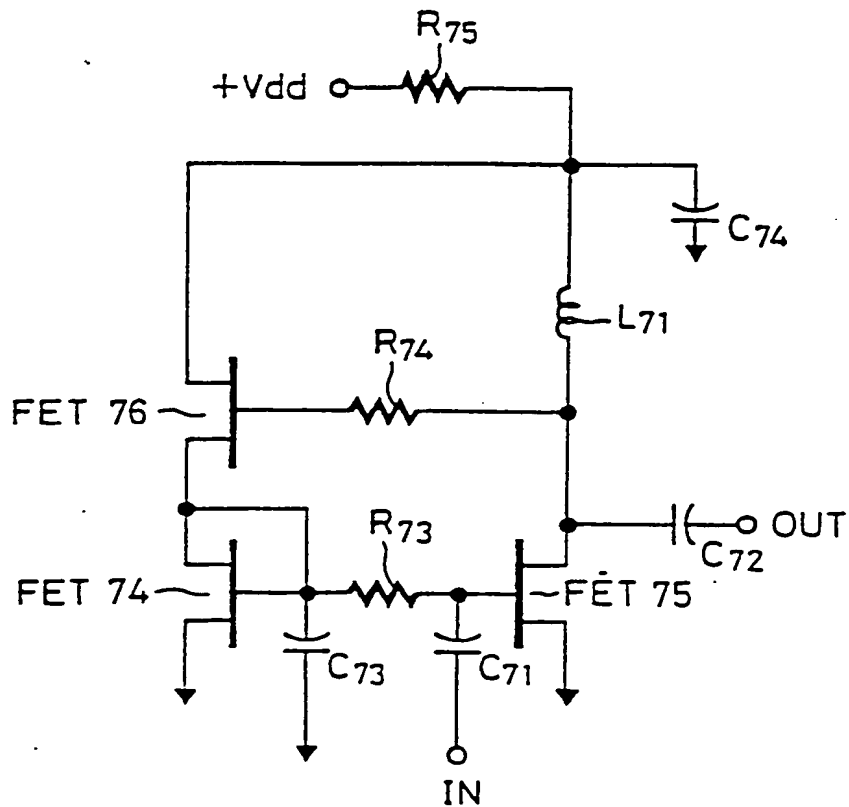 R75
+Vdd
C74
L71
R74
FET 76
R73
OUT
C72
FET 74
FET 75
C73
C71
IN